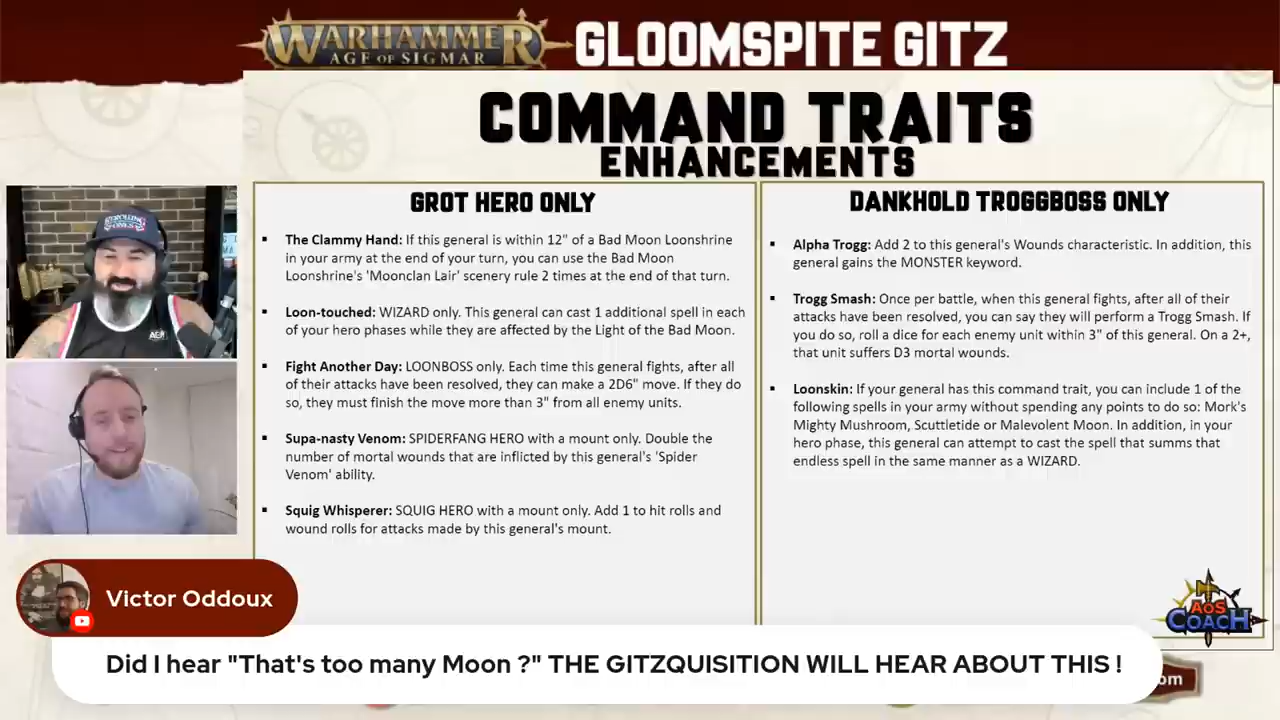 WARHAMMER
AGE OF SIGMAR
GLOOMSPITE GITZ
COMMAND TRAITS
ENHANCEMENTS
GROT HERO ONLY
▪ The Clammy Hand: If this general is within 12" of a Bad Moon Loonshrine
in your army at the end of your turn, you can use the Bad Moon
Loonshrine's 'Moonclan Lair' scenery rule 2 times at the end of that turn.
▪ Loon-touched: WIZARD only. This general can cast 1 additional spell in each
of your hero phases while they are affected by the Light of the Bad Moon.
▪ Fight Another Day: LOONBOSS only. Each time this general fights, after all
of their attacks have been resolved, they can make a 2D6" move. If they do
so, they must finish the move more than 3" from all enemy units.
▪ Supa-nasty Venom: SPIDERFANG HERO with a mount only. Double the
number of mortal wounds that are inflicted by this general's 'Spider
Venom' ability.
▪ Squig Whisperer: SQUIG HERO with a mount only. Add 1 to hit rolls and
wound rolls for attacks made by this general's mount.
DANKHOLD TROGGBOSS ONLY
▪ Alpha Trogg: Add 2 to this general's Wounds characteristic. In addition, this
general gains the MONSTER keyword.
▪ Trogg Smash: Once per battle, when this general fights, after all of their
attacks have been resolved, you can say they will perform a Trogg Smash. If
you do so, roll a dice for each enemy unit within 3" of this general. On a 2+,
that unit suffers D3 mortal wounds.
▪ Loonskin: If your general has this command trait, you can include 1 of the
following spells in your army without spending any points to do so: Mork's
Mighty Mushroom, Scuttletide or Malevolent Moon. In addition, in your
hero phase, this general can attempt to cast the spell that summs that
endless spell in the same manner as a WIZARD.
AoS
COACH
Victor Oddoux
Did I hear "That's too many Moon ?" THE GITZQUISITION WILL HEAR ABOUT THIS !
om